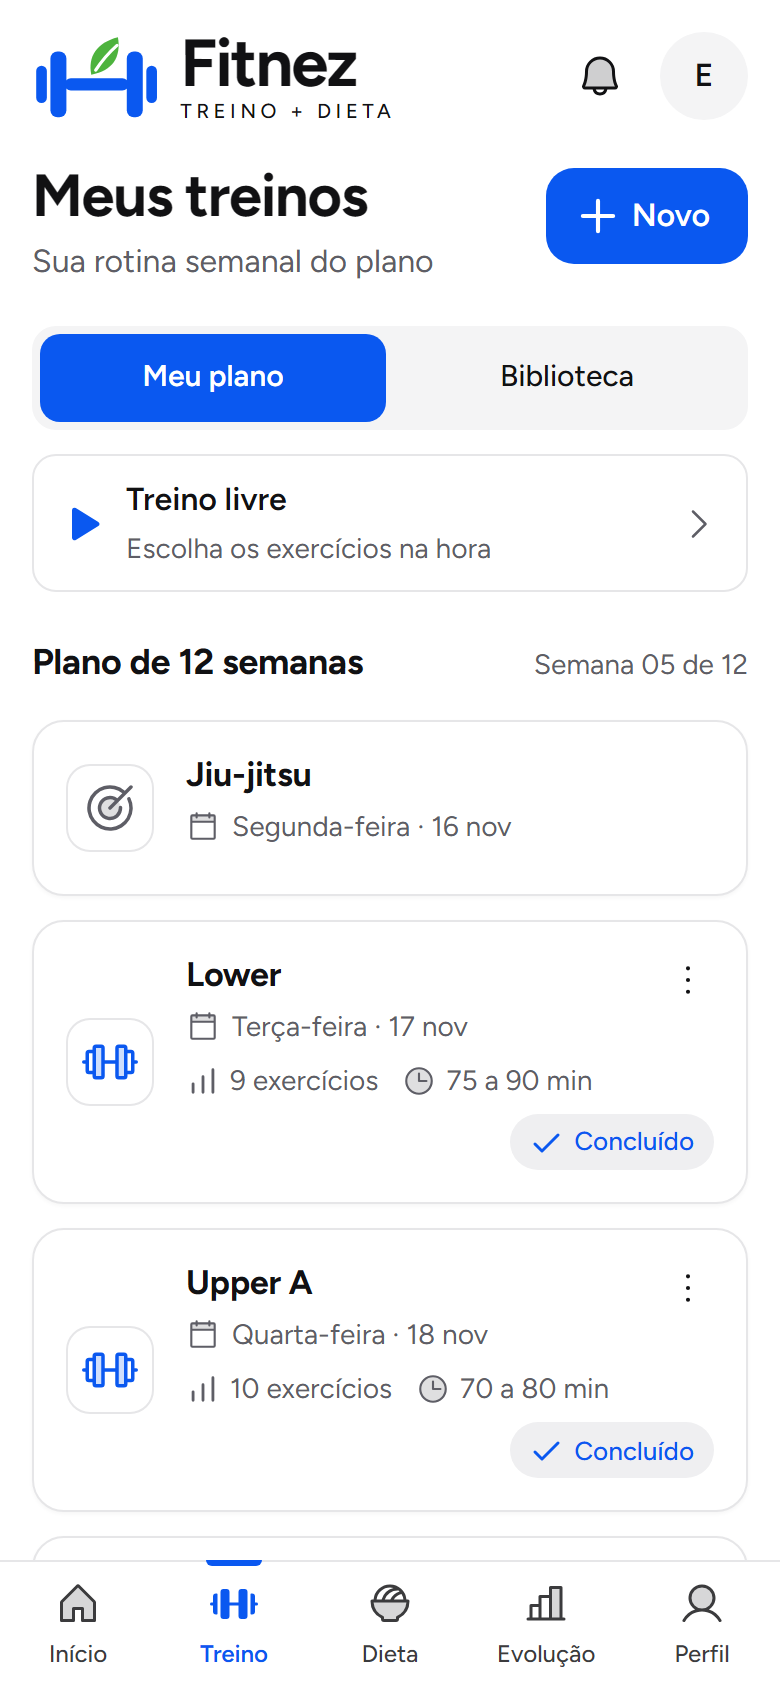 Fitnez
TREINO + DIETA
E
Meus treinos
Sua rotina semanal do plano
Novo
Meu plano
Biblioteca
Treino livre
Escolha os exercícios na hora
Plano de 12 semanas
Semana 05 de 12
Jiu-jitsu
Segunda-feira · 16 nov
Lower
Terça-feira · 17 nov
9 exercícios
75 a 90 min
Concluído
Upper A
Quarta-feira · 18 nov
10 exercícios
70 a 80 min
Concluído
Início
Treino
Dieta
Evolução
Perfil